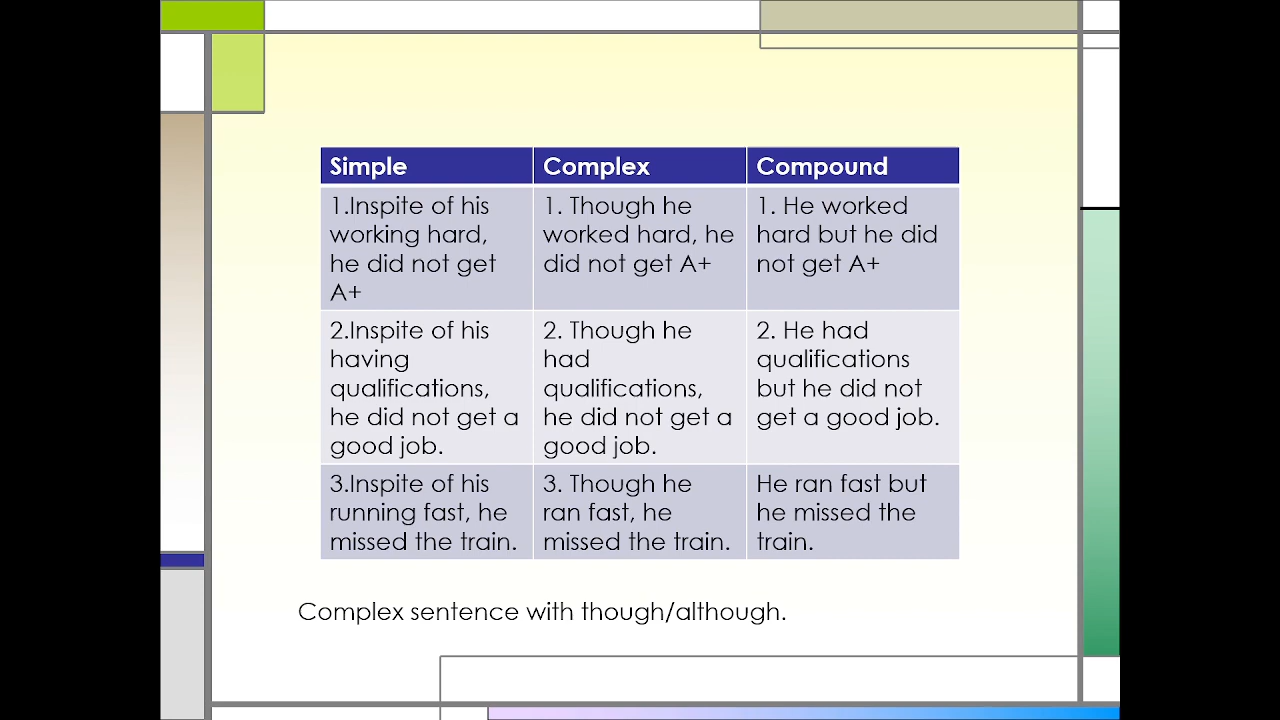 Simple
Complex
Compound
1.Inspite of his
working hard,
he did not get
A+
1. Though he
worked hard, he
did not get A+
1. He worked
hard but he did
not get A+
2.Inspite of his
having
qualifications,
he did not get a
good job.
2. Though he
had
qualifications,
he did not get a
good job.
2. He had
qualifications
but he did not
get a good job.
3.Inspite of his
running fast, he
missed the train.
3. Though he
ran fast, he
missed the train.
He ran fast but
he missed the
train.
Complex sentence with though/although.